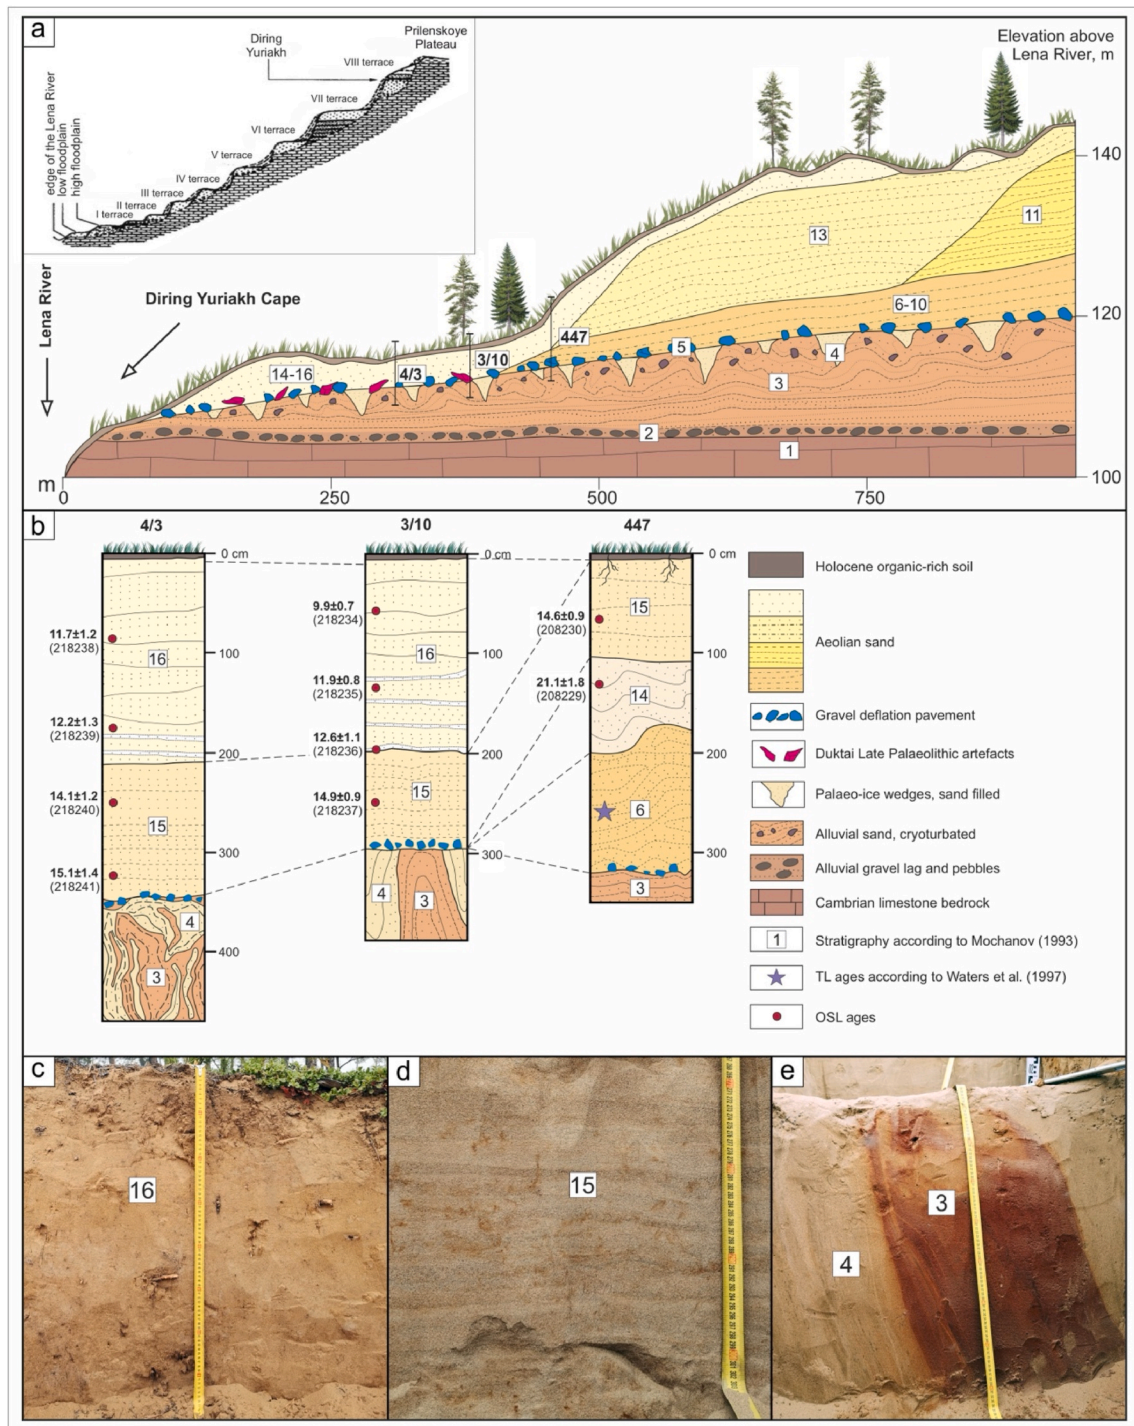 a
Diring
Yuriakh
Prilenskoye
Plateau
VIII terrace
VII terrace
VI terrace
V terrace
IV terrace
III terrace
II terrace
I terrace
edge of the Lena River
low floodplain
high floodplain
Elevation above
Lena River, m
140
120
100
Lena River
Diring Yuriakh Cape
13
11
6-10
447
5
4
3/10
4/3
14-16
3
2
1
m
0
250
500
750
b
4/3
3/10
447
0 cm
100
200
300
400
11.7±1.2
(218238)
12.2±1.3
(218239)
14.1±1.2
(218240)
15.1±1.4
(218241)
16
15
4
3
0 cm
100
200
300
9.9±0.7
(218234)
11.9±0.8
(218235)
12.6±1.1
(218236)
14.9±0.9
(218237)
16
15
4
3
0 cm
100
200
300
14.6±0.9
(208230)
21.1±1.8
(208229)
15
14
6
3
Holocene organic-rich soil
Aeolian sand
Gravel deflation pavement
Duktai Late Palaeolithic artefacts
Palaeo-ice wedges, sand filled
Alluvial sand, cryoturbated
Alluvial gravel lag and pebbles
Cambrian limestone bedrock
1 Stratigraphy according to Mochanov (1993)
TL ages according to Waters et al. (1997)
OSL ages
c
16
d
15
e
3
4